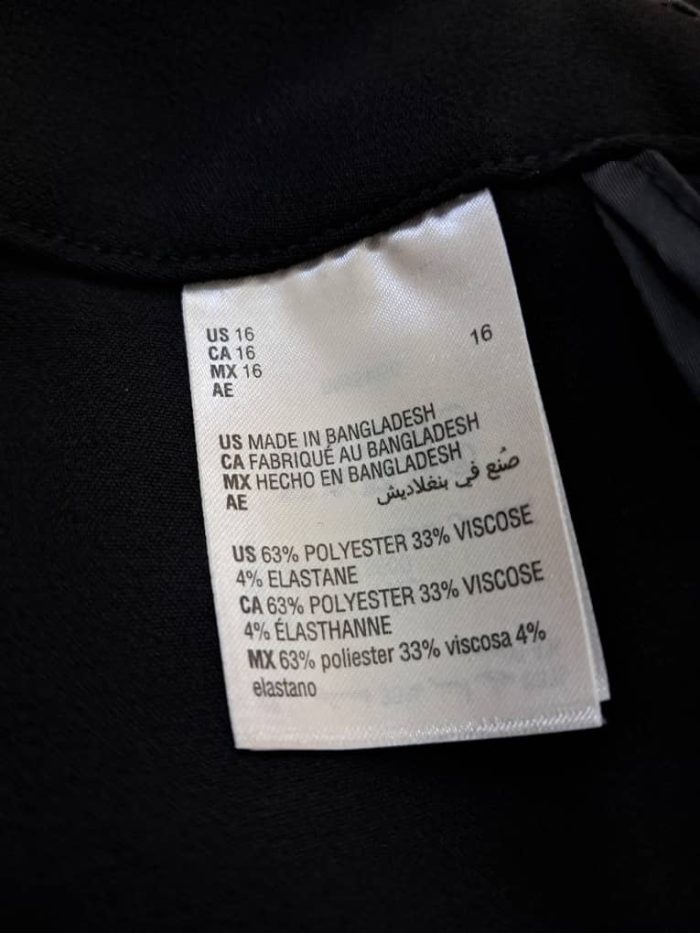 US 16 16
CA 16
MX 16
AE
US MADE IN BANGLADESH
CA FABRIQUÉ AU BANGLADESH
MX HECHO EN BANGLADESH
AE صُنع في بنغلاديش
US 63% POLYESTER 33% VISCOSE
4% ELASTANE
CA 63% POLYESTER 33% VISCOSE
4% ÉLASTHANNE
MX 63% poliester 33% viscosa 4%
elastano